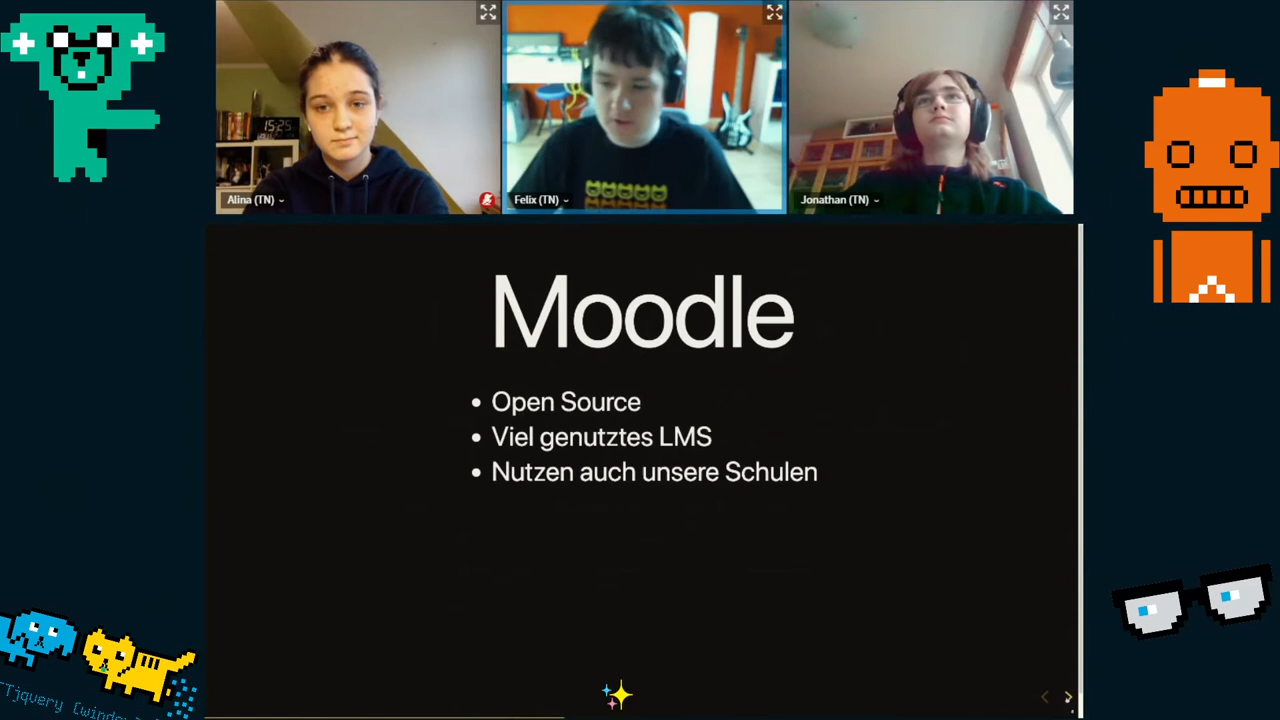 15:25
Alina (TN)
Felix (TN)
Jonathan (TN)
Moodle
Open Source
Viel genutztes LMS
Nutzen auch unsere Schulen